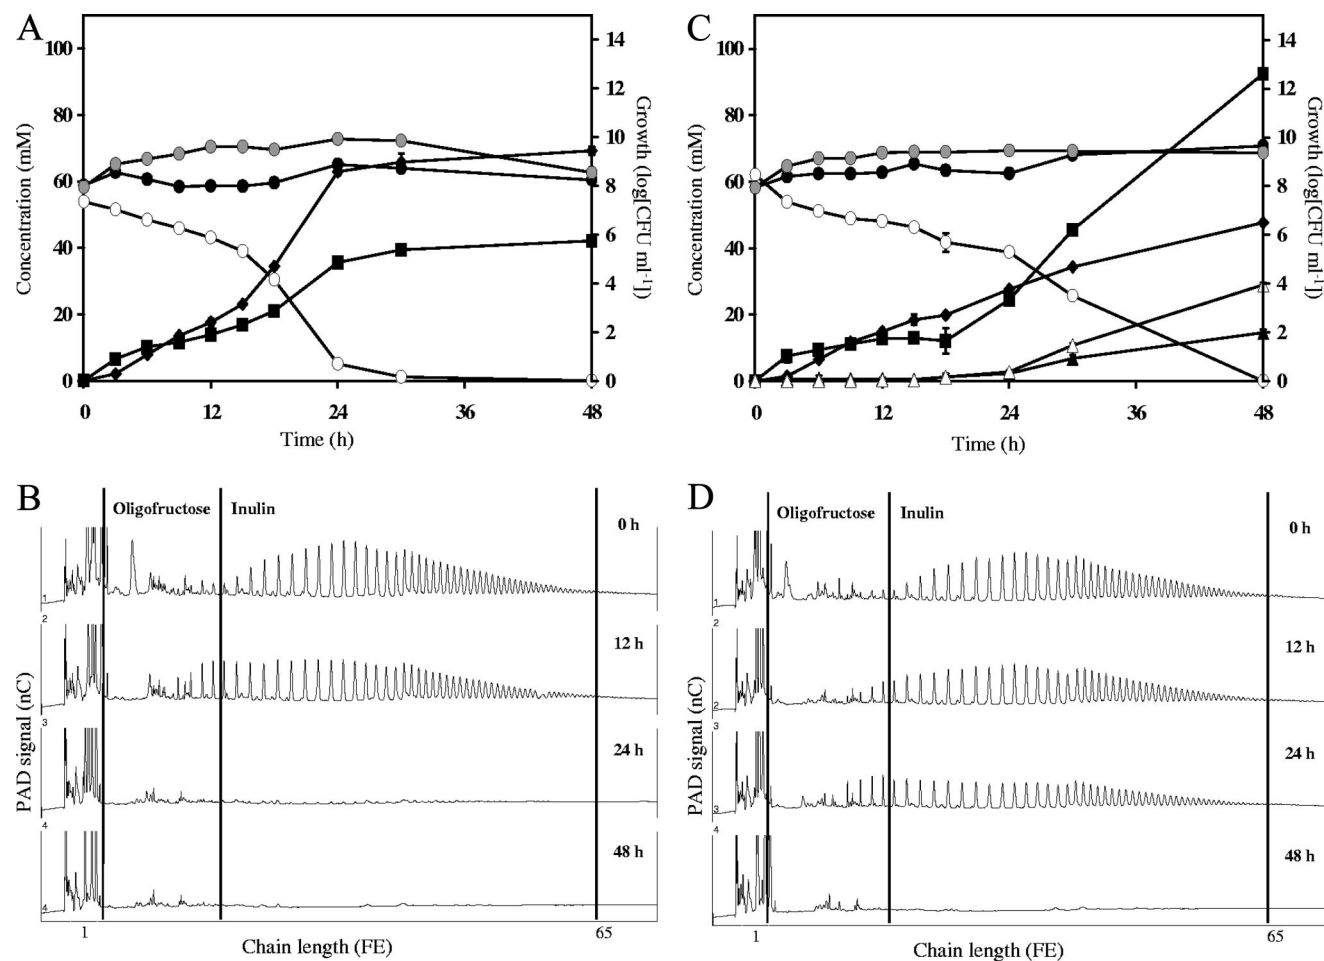 A
100
80
60
40
20
0
Concentration (mM)
14
12
10
8
6
4
2
0
Growth (log[CFU ml-1])
0 12 24 36 48
Time (h)
C
100
80
60
40
20
0
Concentration (mM)
14
12
10
8
6
4
2
0
Growth (log[CFU ml-1])
0 12 24 36 48
Time (h)
B
Oligofructose Inulin
0 h
1
2
12 h
3
24 h
4
48 h
4
PAD signal (nC)
1 65
Chain length (FE)
D
Oligofructose Inulin
0 h
1
2
12 h
2
3
24 h
3
4
48 h
4
PAD signal (nC)
1 65
Chain length (FE)